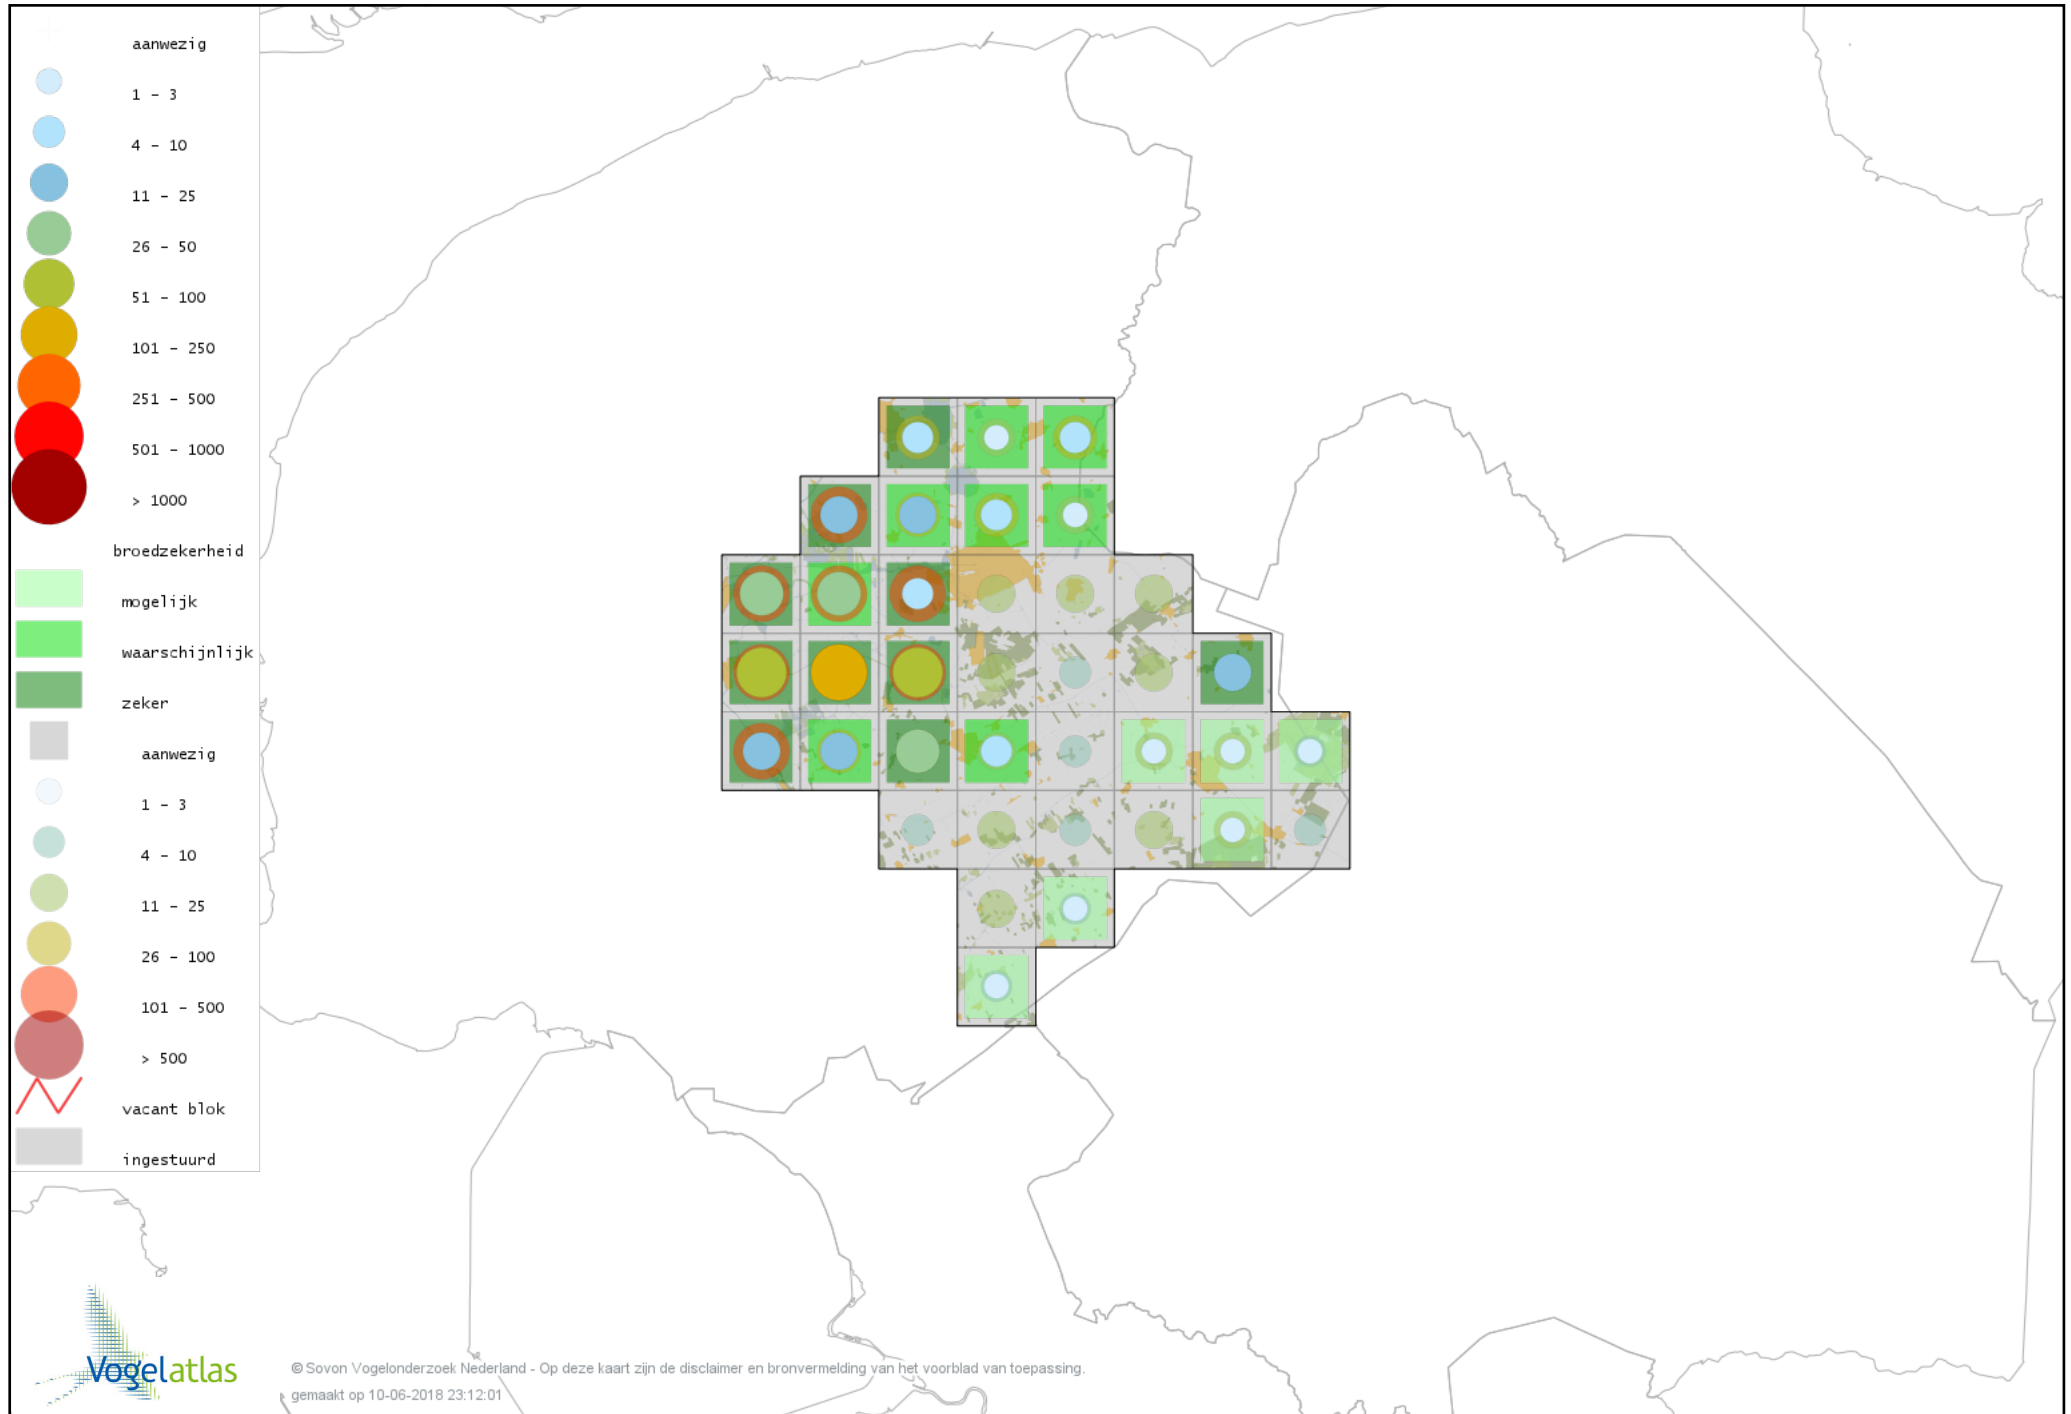 aanwezig
1 - 3
4 - 10
11 - 25
26 - 50
51 - 100
101 - 250
251 - 500
501 - 1000
> 1000
broedzekerheid
mogelijk
waarschijnlijk
zeker
aanwezig
1 - 3
4 - 10
11 - 25
26 - 100
101 - 500
> 500
vacant blok
ingestuurd
Vogelatlas
© Sovon Vogelonderzoek Nederland - Op deze kaart zijn de disclaimer en bronvermelding van het voorblad van toepassing.
gemaakt op 10-06-2018 23:12:01